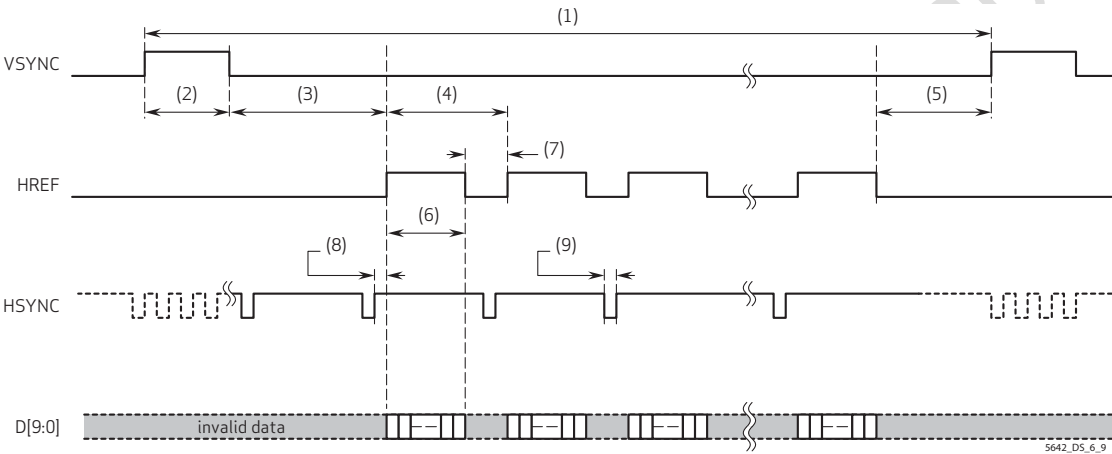 (1)
VSYNC
(2) (3) (4) (5)
(7)
HREF
(6)
(8) (9)
HSYNC
D[9:0] invalid data
5642_DS_6_9